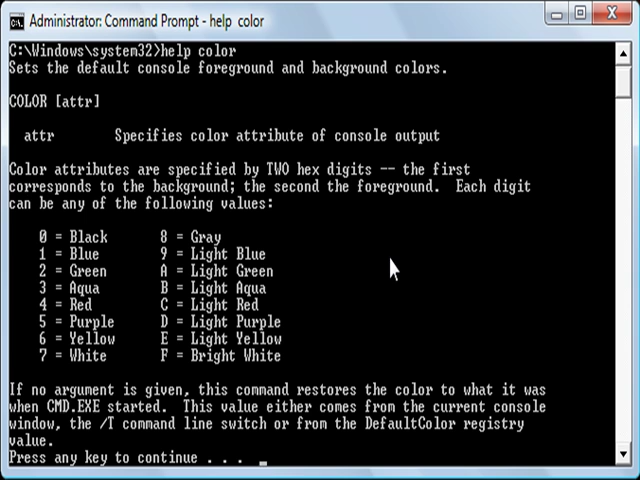 Administrator: Command Prompt - help  color
C:\Windows\system32>help color
Sets the default console foreground and background colors.
COLOR [attr]
  attr        Specifies color attribute of console output
Color attributes are specified by TWO hex digits -- the first
corresponds to the background; the second the foreground.  Each digit
can be any of the following values:
    0 = Black       8 = Gray
    1 = Blue        9 = Light Blue
    2 = Green       A = Light Green
    3 = Aqua        B = Light Aqua
    4 = Red         C = Light Red
    5 = Purple      D = Light Purple
    6 = Yellow      E = Light Yellow
    7 = White       F = Bright White
If no argument is given, this command restores the color to what it was
when CMD.EXE started.  This value either comes from the current console
window, the /T command line switch or from the DefaultColor registry
value.
Press any key to continue . . .